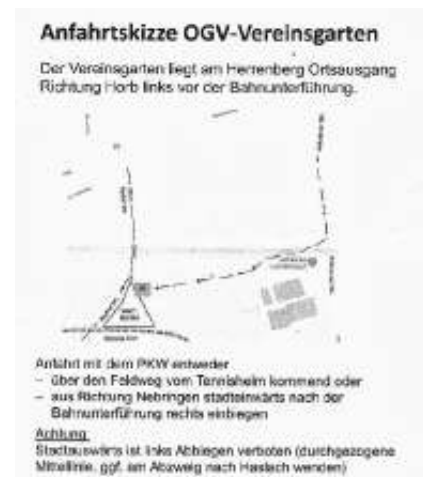 Anfahrtskizze OGV-Vereinsgarten
Der Vereinsgarten liegt am Herrenberg Ortsausgang
Richtung Horb links vor der Bahnunterführung.
Anfahrt mit dem PKW entweder
– über den Feldweg vom Tennisheim kommend oder
– aus Richtung Nebringen stadteinwärts nach der
Bahnunterführung rechts einbiegen
Achtung
Stadtauswärts ist links Abbiegen verboten (durchgezogene
Mittellinie, ggf. am Abzweig nach Haslach wenden)